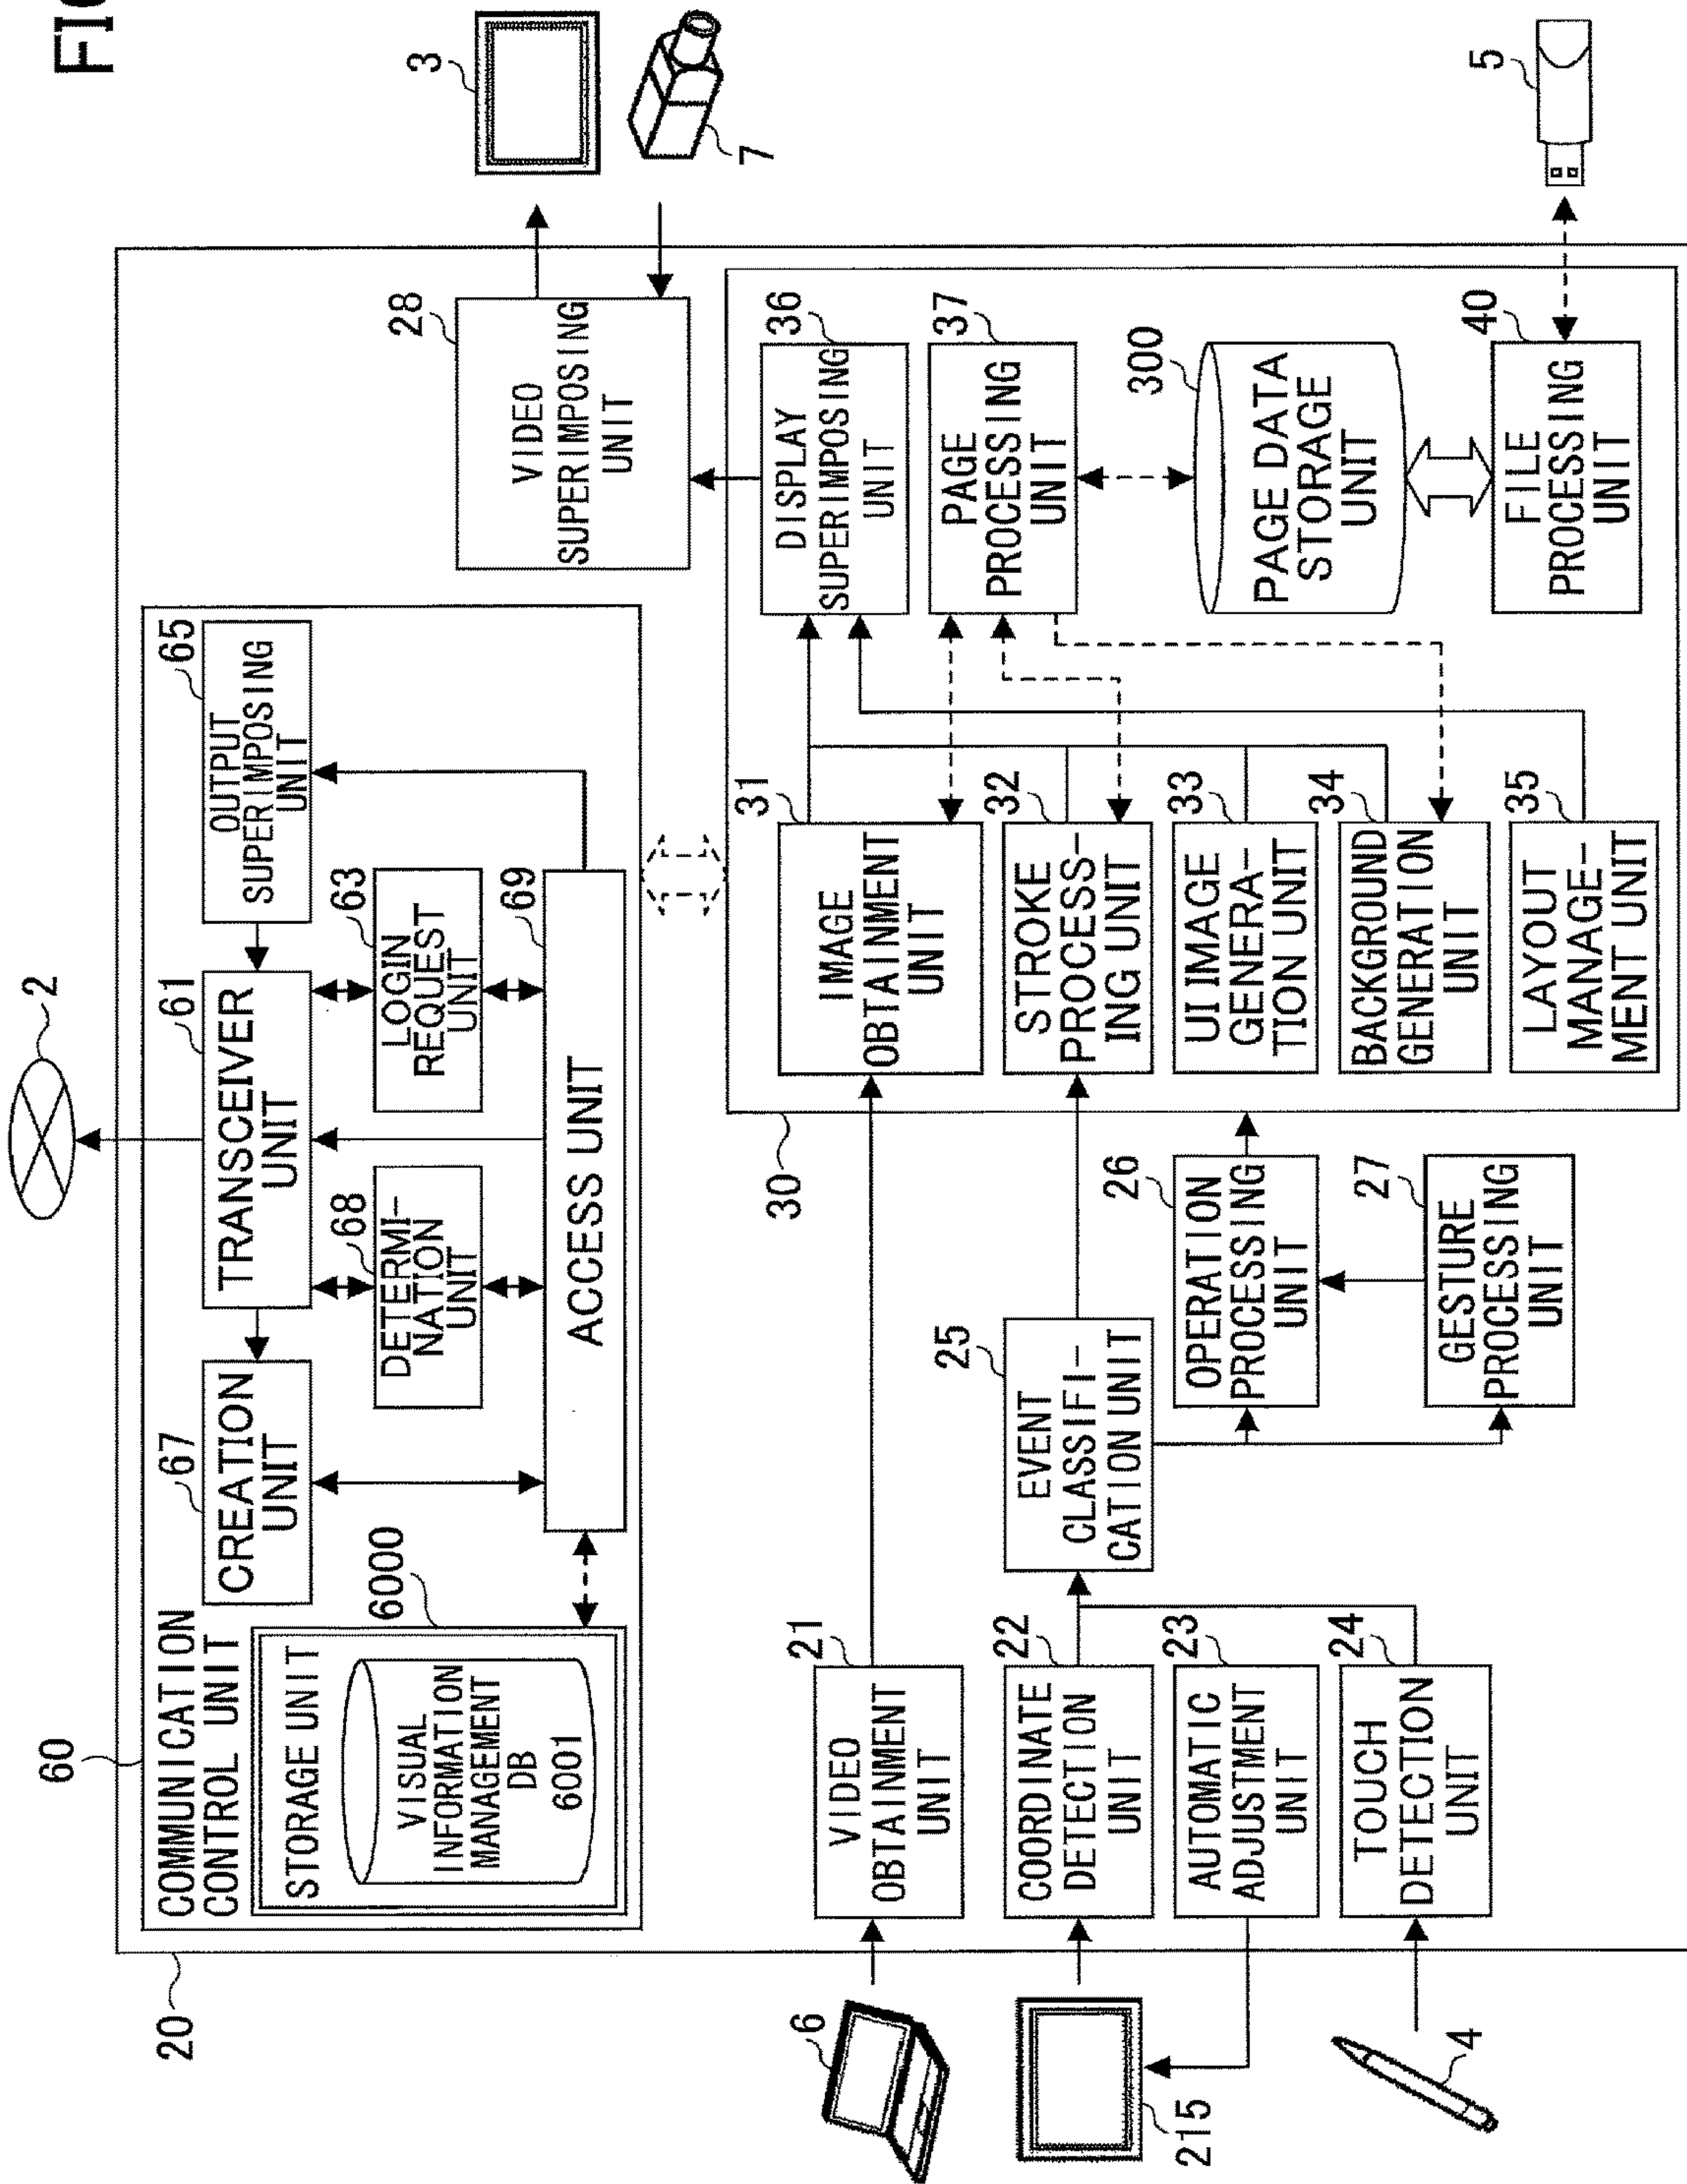 FIG
2
60
COMMUNICATION
CONTROL UNIT
67
CREATION
UNIT
61
TRANSCEIVER
UNIT
65
OUTPUT
SUPERIMPOSING
UNIT
STORAGE UNIT
6000
VISUAL
INFORMATION
MANAGEMENT
DB
6001
68
DETERMI-
NATION
UNIT
63
LOGIN
REQUEST
UNIT
69
ACCESS UNIT
28
VIDEO
SUPERIMPOSING
UNIT
3
7
20
6
21
VIDEO
OBTAINMENT
UNIT
215
22
COORDINATE
DETECTION
UNIT
23
AUTOMATIC
ADJUSTMENT
UNIT
4
24
TOUCH
DETECTION
UNIT
25
EVENT
CLASSIFI-
CATION UNIT
26
OPERATION
PROCESSING
UNIT
27
GESTURE
PROCESSING
UNIT
30
31
IMAGE
OBTAINMENT
UNIT
32
STROKE
PROCESS-
ING UNIT
33
UI IMAGE
GENERA-
TION UNIT
34
BACKGROUND
GENERATION
UNIT
35
LAYOUT
MANAGE-
MENT UNIT
36
DISPLAY
SUPERIMPOSING
UNIT
37
PAGE
PROCESSING
UNIT
300
PAGE DATA
STORAGE
UNIT
40
FILE
PROCESSING
UNIT
5